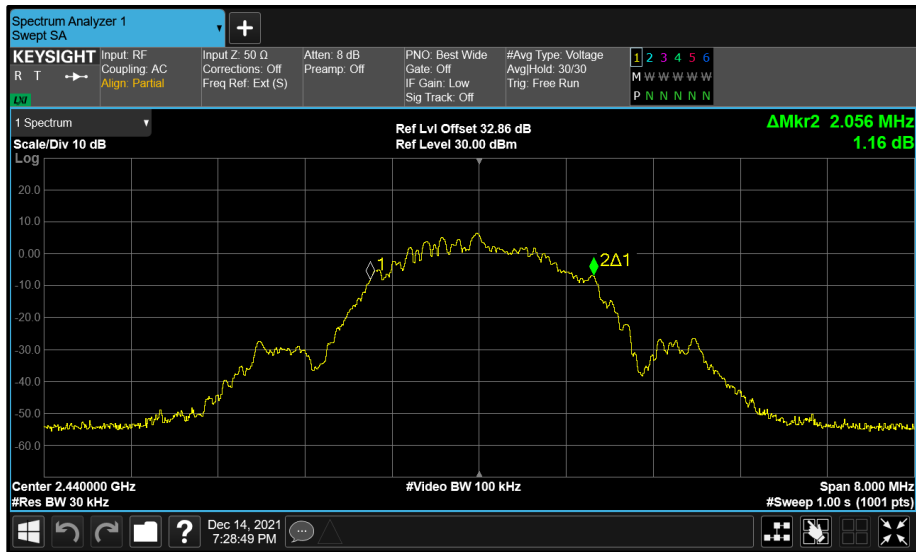 Spectrum Analyzer 1
Swept SA
+
KEYSIGHT
R T
LXI
Input: RF
Coupling: AC
Align: Partial
Input Z: 50 Ω
Corrections: Off
Freq Ref: Ext (S)
Atten: 8 dB
Preamp: Off
PNO: Best Wide
Gate: Off
IF Gain: Low
Sig Track: Off
#Avg Type: Voltage
Avg|Hold: 30/30
Trig: Free Run
1 2 3 4 5 6
M W W W W W
P N N N N N
1 Spectrum
Scale/Div 10 dB
Ref Lvl Offset 32.86 dB
Ref Level 30.00 dBm
ΔMkr2 2.056 MHz
1.16 dB
Log
20.0
10.0
0.00
-10.0
-20.0
-30.0
-40.0
-50.0
-60.0
1
2Δ1
Center 2.440000 GHz
#Res BW 30 kHz
#Video BW 100 kHz
Span 8.000 MHz
#Sweep 1.00 s (1001 pts)
?
Dec 14, 2021
7:28:49 PM